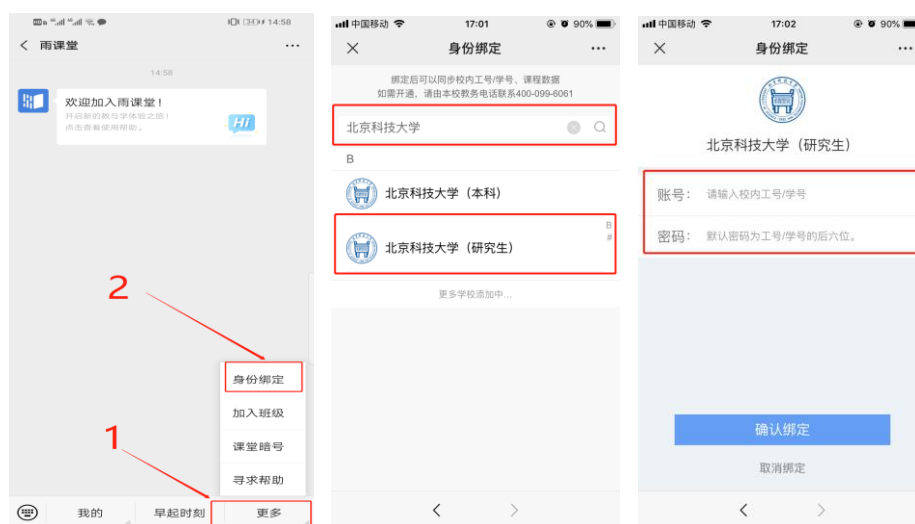 14:58
雨课堂
14:58
欢迎加入雨课堂！
开启新的教与学体验之旅！
点击查看使用帮助。
Hi
2
身份绑定
加入班级
1
课堂暗号
寻求帮助
我的
早起时刻
更多
中国移动
17:01
90%
身份绑定
绑定后可以同步校内工号/学号、课程数据
如需开通，请由本校教务电话联系400-099-6061
北京科技大学
B
北京科技大学（本科）
北京科技大学（研究生）
B
#
更多学校添加中...
中国移动
17:02
90%
身份绑定
北京科技大学（研究生）
账号： 请输入校内工号/学号
密码： 默认密码为工号/学号的后六位。
确认绑定
取消绑定